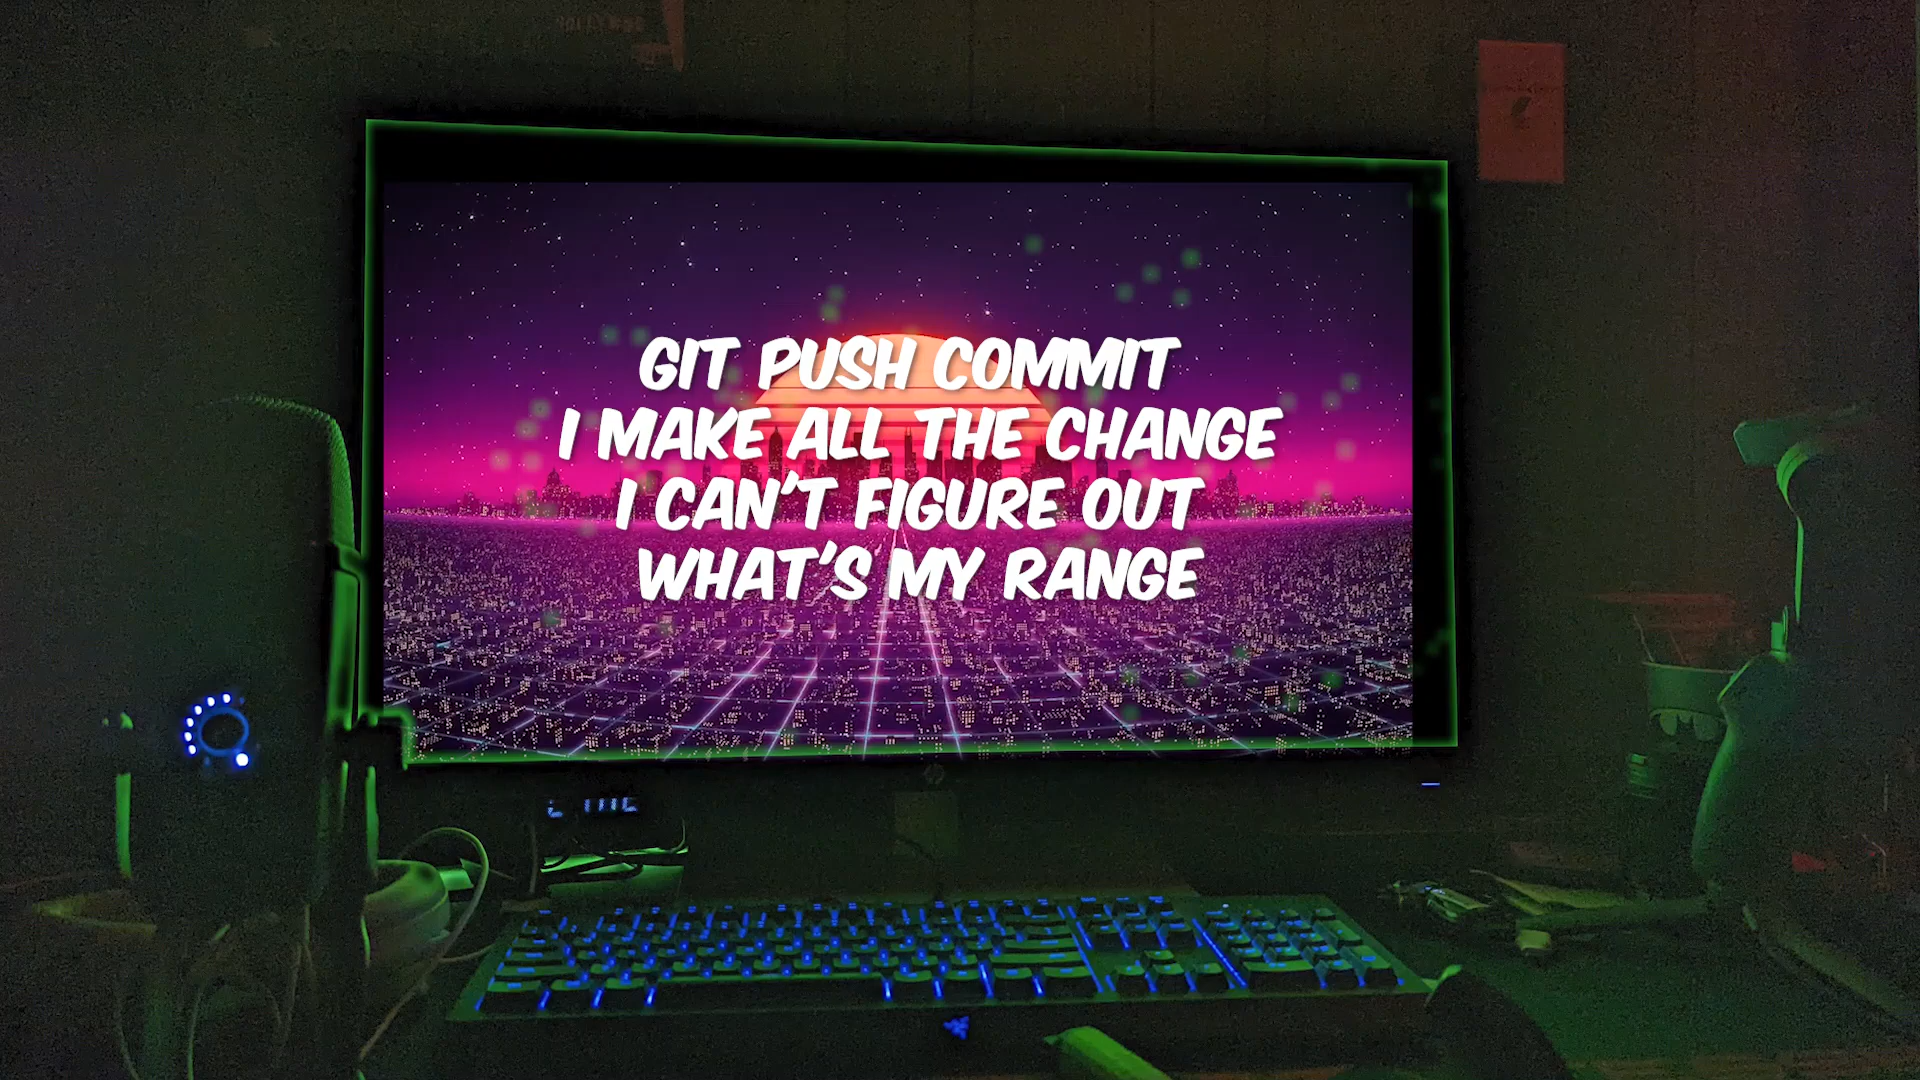 GIT PUSH COMMIT
I MAKE ALL THE CHANGE
I CAN'T FIGURE OUT
WHAT'S MY RANGE